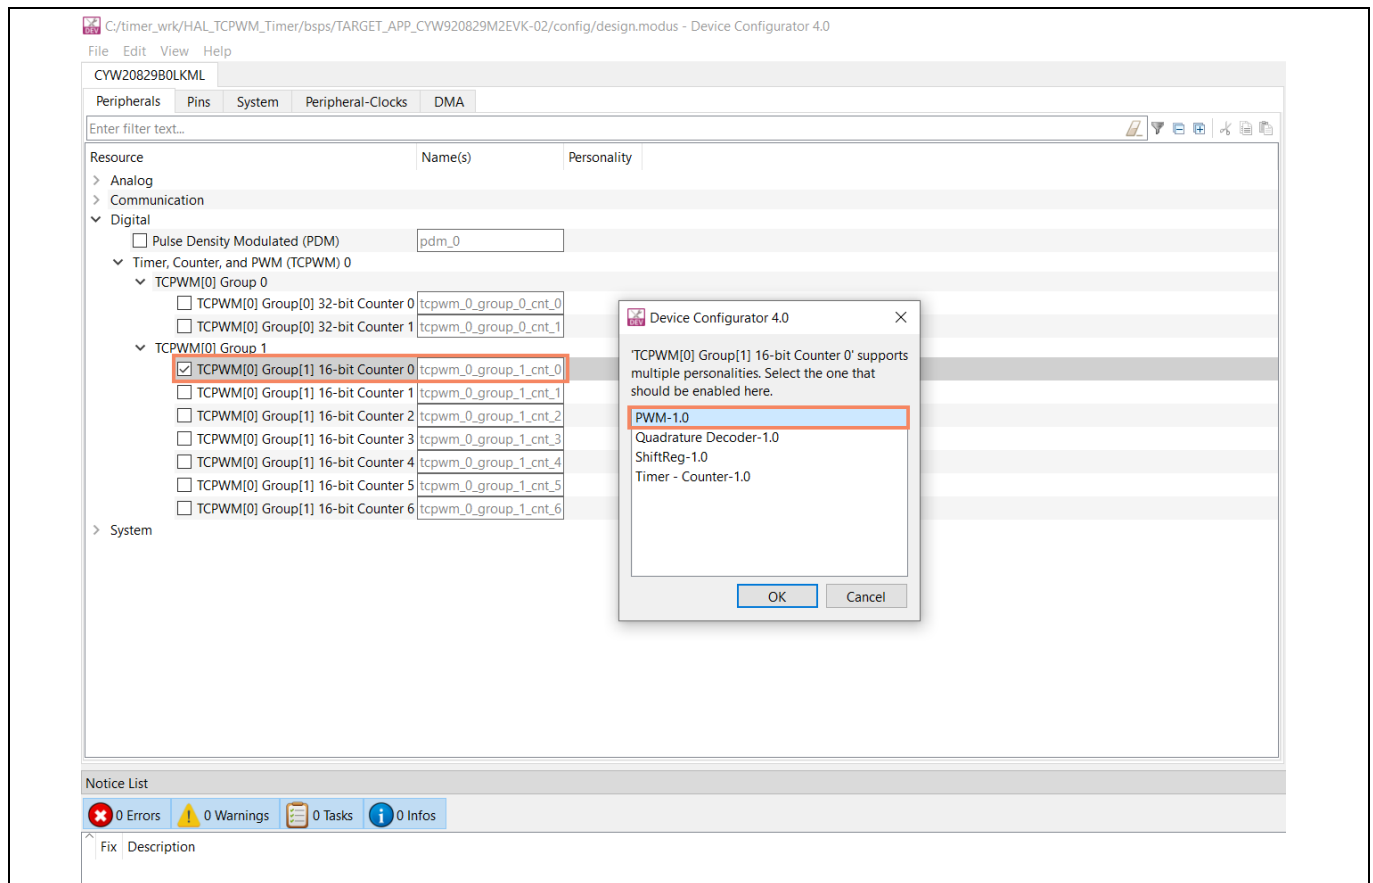 C:/timer_wrk/HAL_TCPWM_Timer/bsps/TARGET_APP_CYW920829M2EVK-02/config/design.modus - Device Configurator 4.0
File Edit View Help
CYW20829B0LKML
Peripherals Pins System Peripheral-Clocks DMA
Enter filter text...
Resource Name(s) Personality
Analog
Communication
Digital
Pulse Density Modulated (PDM) pdm_0
Timer, Counter, and PWM (TCPWM) 0
TCPWM[0] Group 0
TCPWM[0] Group[0] 32-bit Counter 0 tcpwm_0_group_0_cnt_0
TCPWM[0] Group[0] 32-bit Counter 1 tcpwm_0_group_0_cnt_1
TCPWM[0] Group 1
TCPWM[0] Group[1] 16-bit Counter 0 tcpwm_0_group_1_cnt_0
TCPWM[0] Group[1] 16-bit Counter 1 tcpwm_0_group_1_cnt_1
TCPWM[0] Group[1] 16-bit Counter 2 tcpwm_0_group_1_cnt_2
TCPWM[0] Group[1] 16-bit Counter 3 tcpwm_0_group_1_cnt_3
TCPWM[0] Group[1] 16-bit Counter 4 tcpwm_0_group_1_cnt_4
TCPWM[0] Group[1] 16-bit Counter 5 tcpwm_0_group_1_cnt_5
TCPWM[0] Group[1] 16-bit Counter 6 tcpwm_0_group_1_cnt_6
System
DEV Device Configurator 4.0
'TCPWM[0] Group[1] 16-bit Counter 0' supports
multiple personalities. Select the one that
should be enabled here.
PWM-1.0
Quadrature Decoder-1.0
ShiftReg-1.0
Timer - Counter-1.0
OK Cancel
Notice List
0 Errors 0 Warnings 0 Tasks 0 Infos
Fix Description